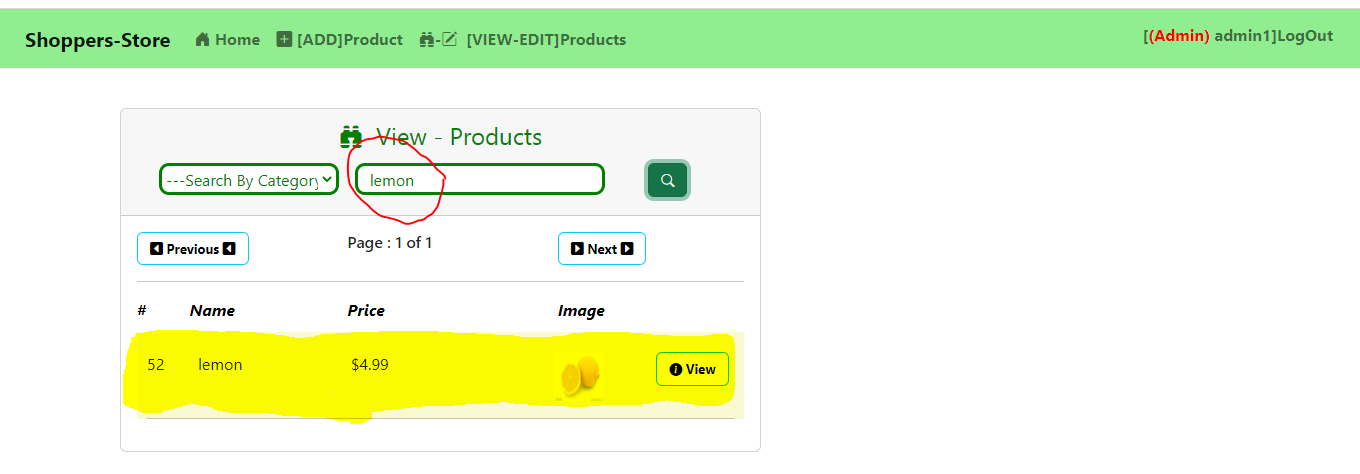 Shoppers-Store Home [ADD]Product - [VIEW-EDIT]Products [(Admin) admin1]LogOut
View - Products
---Search By Category lemon
Previous Page : 1 of 1 Next
# Name Price Image
52 lemon $4.99 View